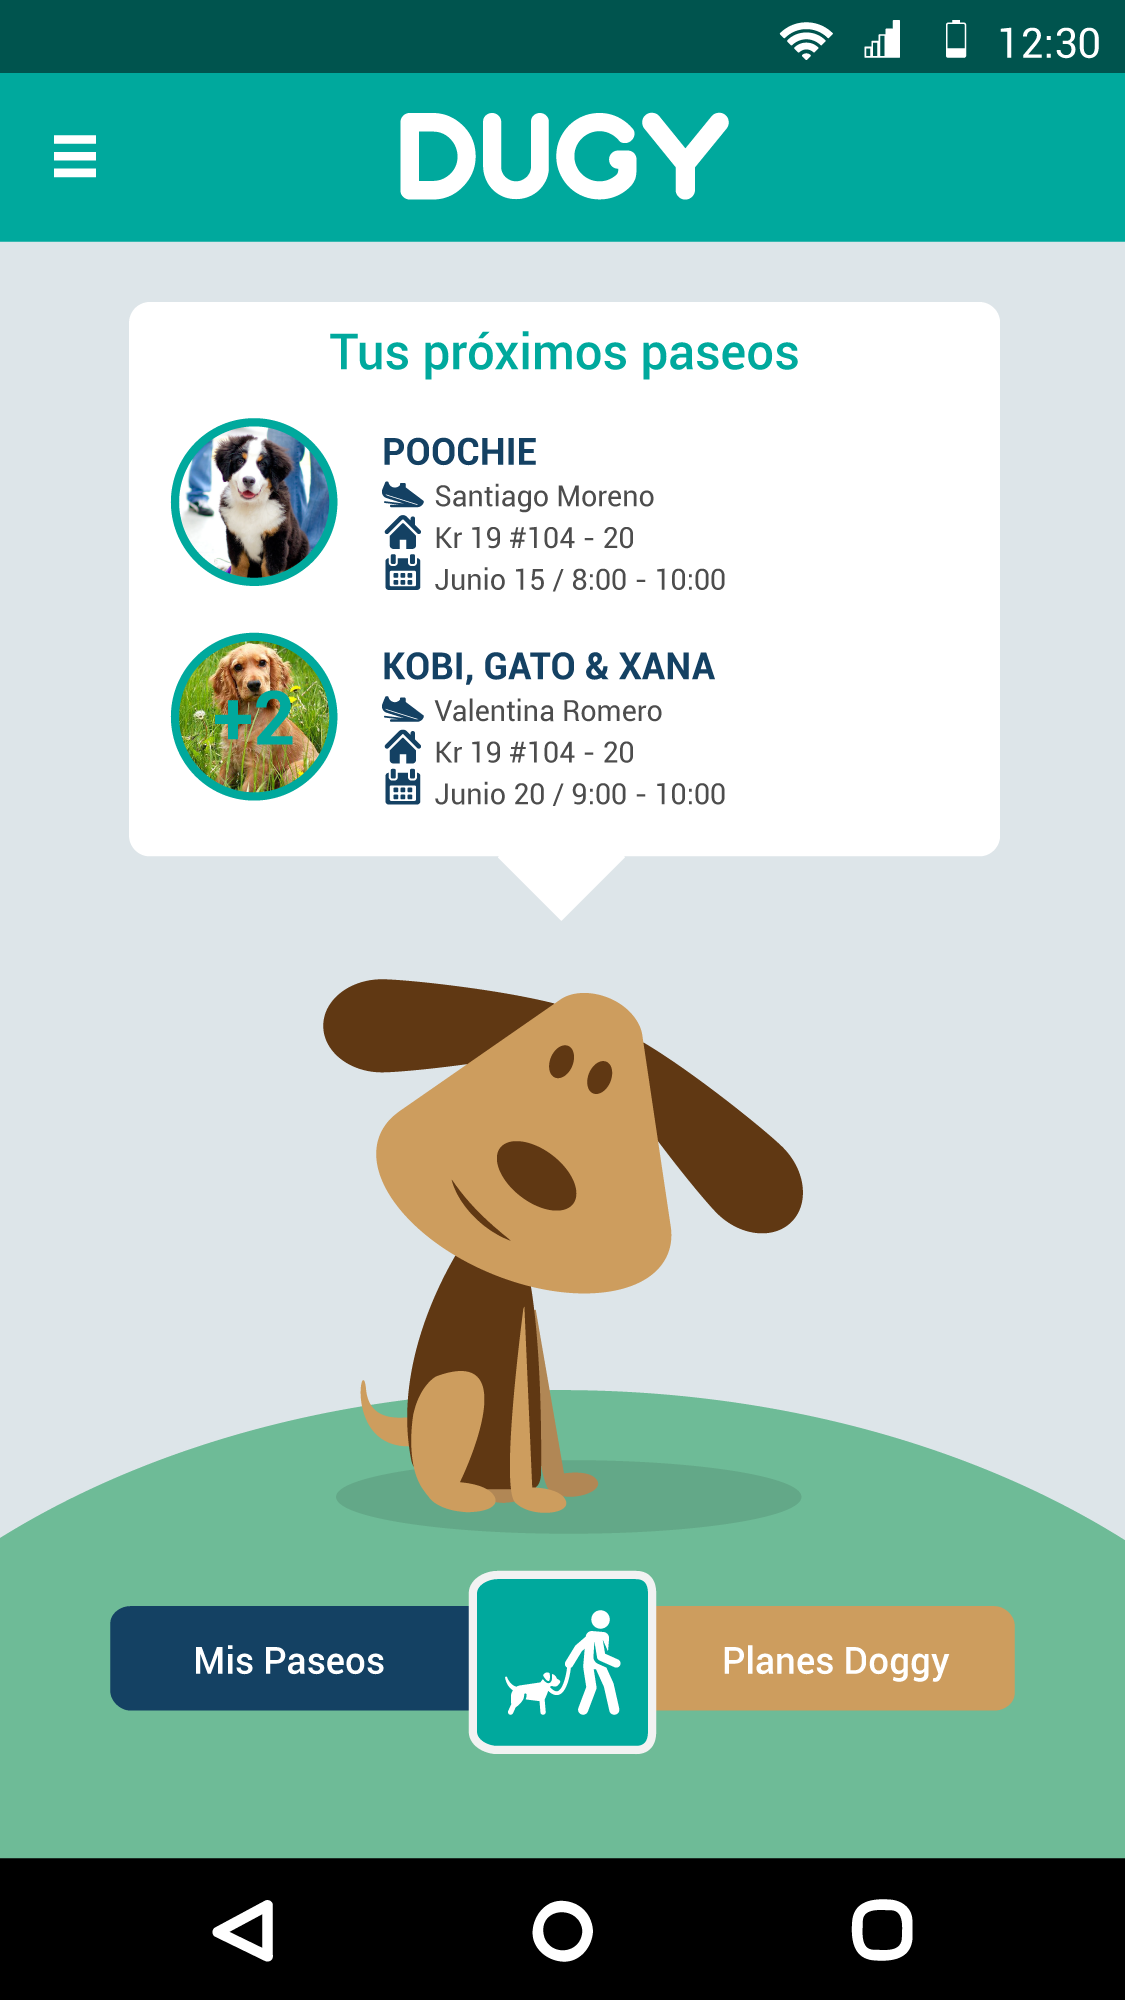 12:30
DUGY
Tus próximos paseos
POOCHIE
Santiago Moreno
Kr 19 #104 - 20
Junio 15 / 8:00 - 10:00
+2
KOBI, GATO & XANA
Valentina Romero
Kr 19 #104 - 20
Junio 20 / 9:00 - 10:00
Mis Paseos
Planes Doggy